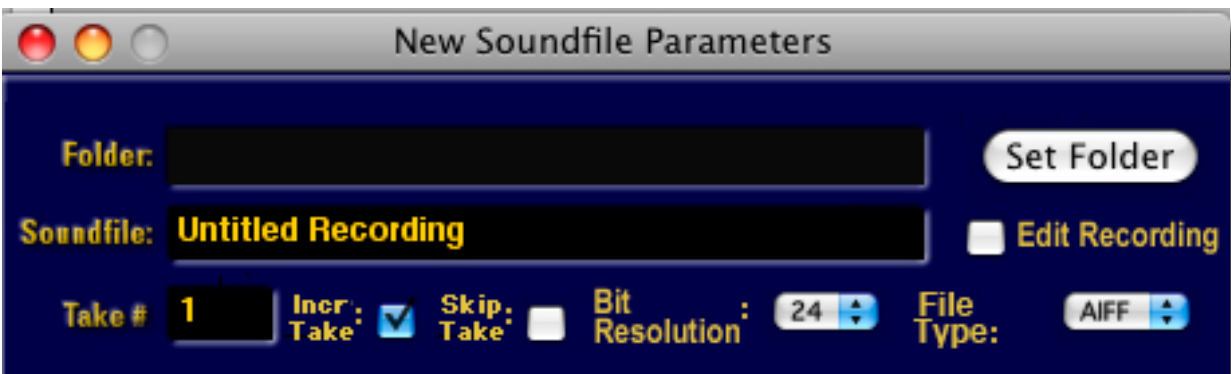 New Soundfile Parameters
Folder: Set Folder
Soundfile: Untitled Recording Edit Recording
Take # 1 Incr Take: Skip Take: Bit Resolution: 24 File Type: AIFF